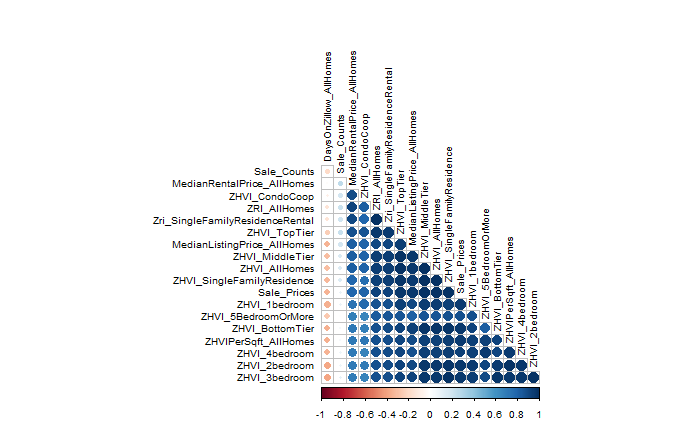 DaysOnZillow_AllHomes
Sale_Counts
MedianRentalPrice_AllHomes
ZHVI_CondoCoop
ZRI_AllHomes
Zri_SingleFamilyResidenceRental
ZHVI_TopTier
MedianListingPrice_AllHomes
ZHVI_MiddleTier
ZHVI_AllHomes
ZHVI_SingleFamilyResidence
Sale_Prices
ZHVI_1bedroom
ZHVI_5BedroomOrMore
ZHVI_BottomTier
ZHVIPerSqft_AllHomes
ZHVI_4bedroom
ZHVI_2bedroom
Sale_Counts
MedianRentalPrice_AllHomes
ZHVI_CondoCoop
ZRI_AllHomes
Zri_SingleFamilyResidenceRental
ZHVI_TopTier
MedianListingPrice_AllHomes
ZHVI_MiddleTier
ZHVI_AllHomes
ZHVI_SingleFamilyResidence
Sale_Prices
ZHVI_1bedroom
ZHVI_5BedroomOrMore
ZHVI_BottomTier
ZHVIPerSqft_AllHomes
ZHVI_4bedroom
ZHVI_2bedroom
ZHVI_3bedroom
-1 -0.8 -0.6 -0.4 -0.2 0 0.2 0.4 0.6 0.8 1